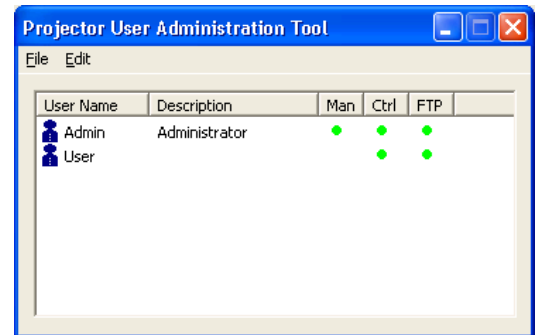 Projector User Administration Tool
File Edit
User Name Description Man Ctrl FTP
Admin Administrator
User